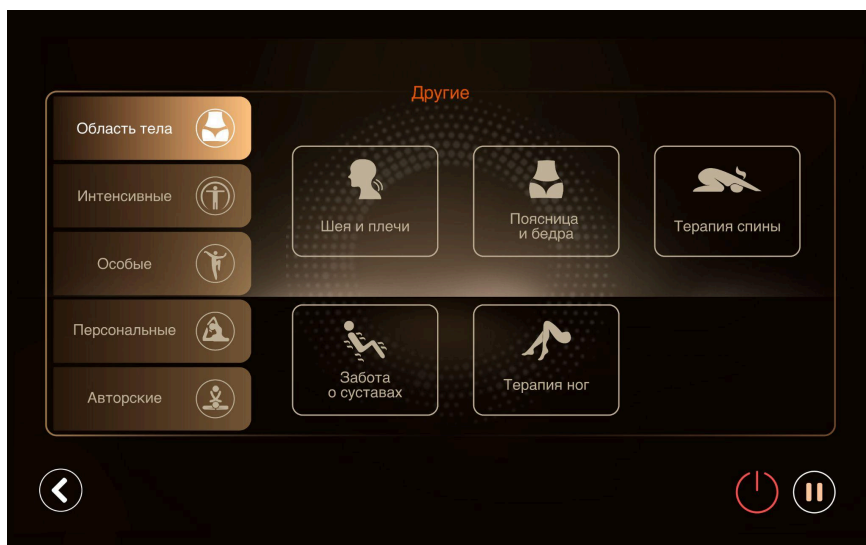 Другие
Область тела
Интенсивные
Особые
Персональные
Авторские
Шея и плечи
Поясница
и бедра
Терапия спины
Забота
о суставах
Терапия ног